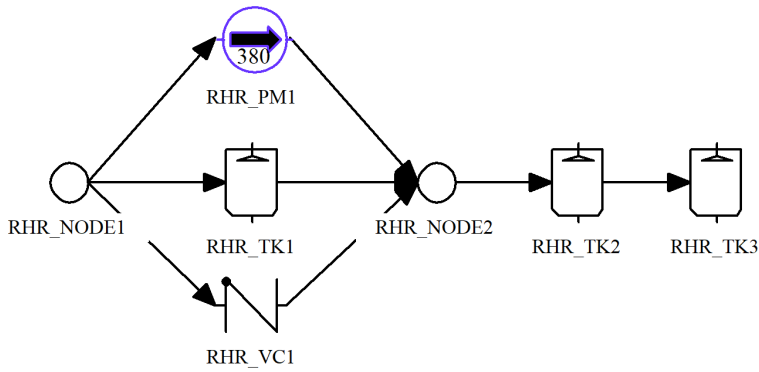 380
RHR_PM1
RHR_NODE1
RHR_TK1
RHR_NODE2
RHR_TK2
RHR_TK3
RHR_VC1